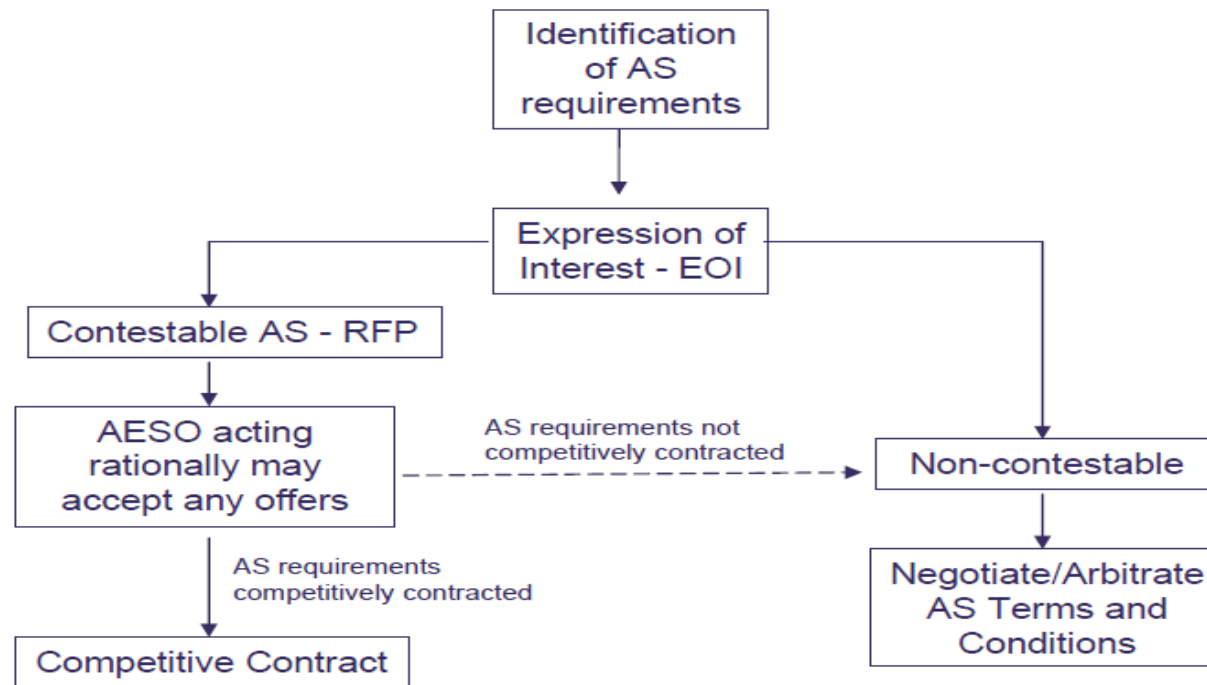 Identification
of AS
requirements
Expression of
Interest - EOI
Contestable AS - RFP
AESO acting
rationally may
accept any offers
AS requirements not
competitively contracted
Non-contestable
AS requirements
competitively contracted
Negotiate/Arbitrate
AS Terms and
Conditions
Competitive Contract